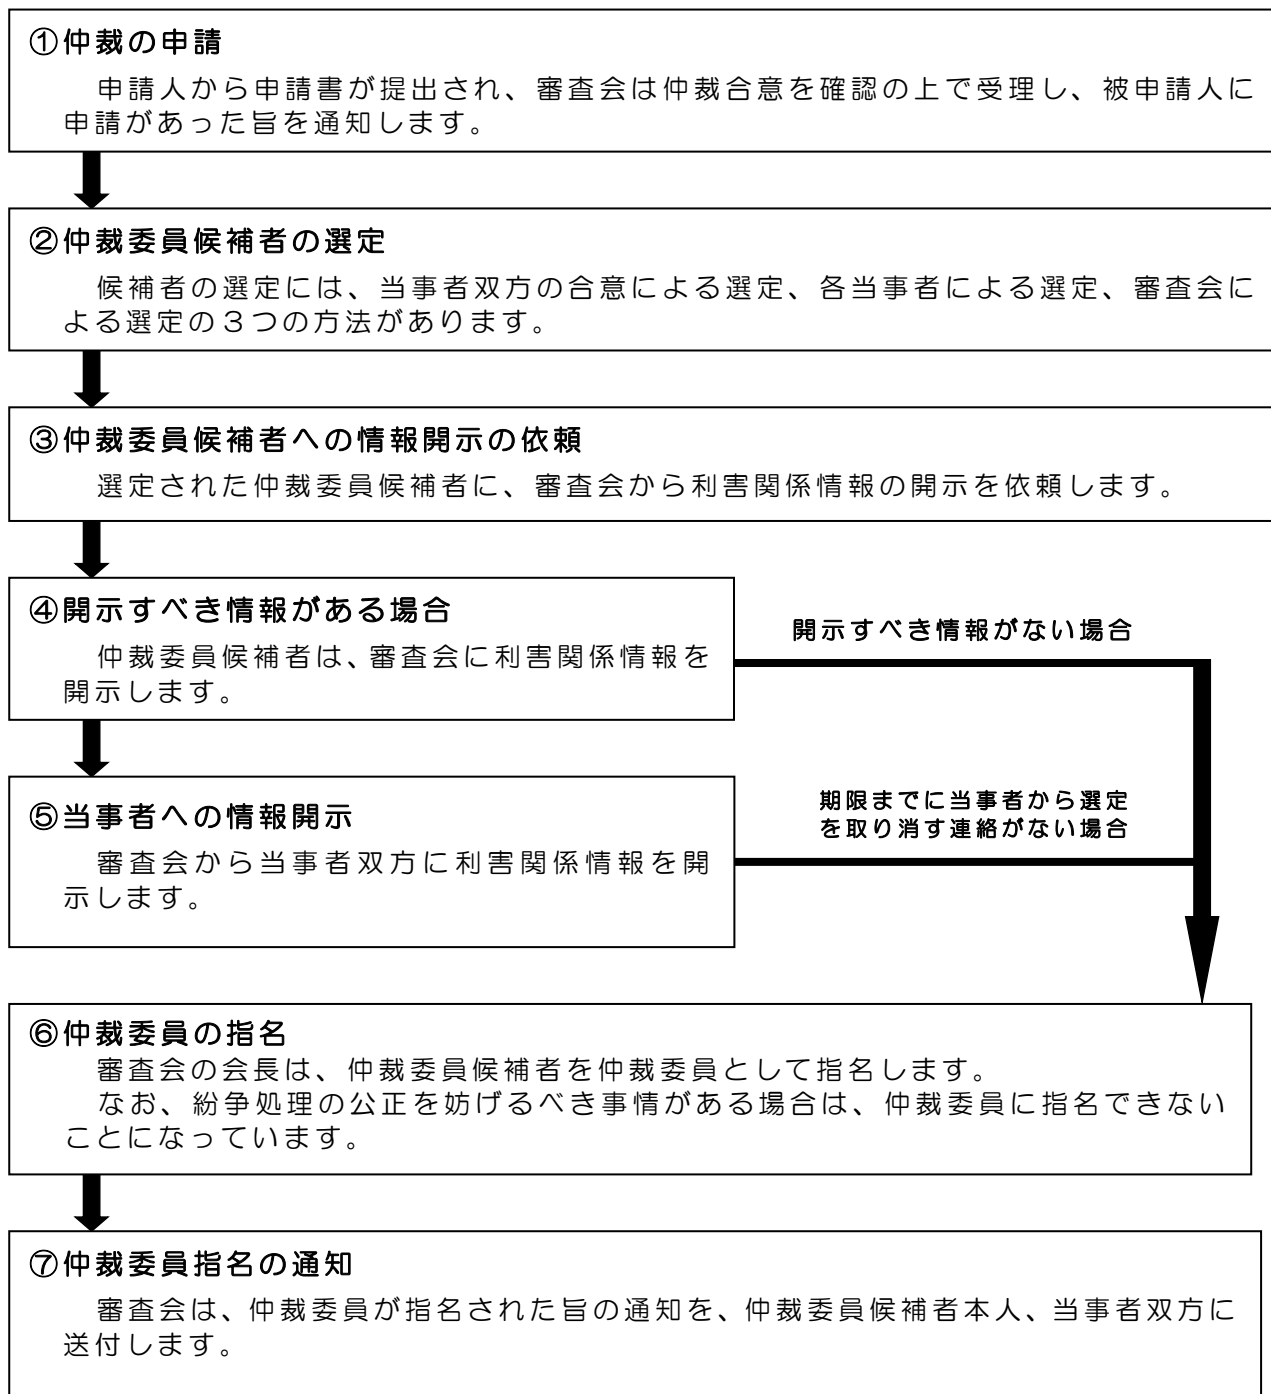 ①仲裁の申請
申請人から申請書が提出され、審査会は仲裁合意を確認の上で受理し、被申請人に
申請があった旨を通知します。
②仲裁委員候補者の選定
候補者の選定には、当事者双方の合意による選定、各当事者による選定、審査会に
よる選定の３つの方法があります。
③仲裁委員候補者への情報開示の依頼
選定された仲裁委員候補者に、審査会から利害関係情報の開示を依頼します。
④開示すべき情報がある場合
仲裁委員候補者は、審査会に利害関係情報を
開示します。
開示すべき情報がない場合
⑤当事者への情報開示
審査会から当事者双方に利害関係情報を開
示します。
期限までに当事者から選定
を取り消す連絡がない場合
⑥仲裁委員の指名
審査会の会長は、仲裁委員候補者を仲裁委員として指名します。
なお、紛争処理の公正を妨げるべき事情がある場合は、仲裁委員に指名できない
ことになっています。
⑦仲裁委員指名の通知
審査会は、仲裁委員が指名された旨の通知を、仲裁委員候補者本人、当事者双方に
送付します。